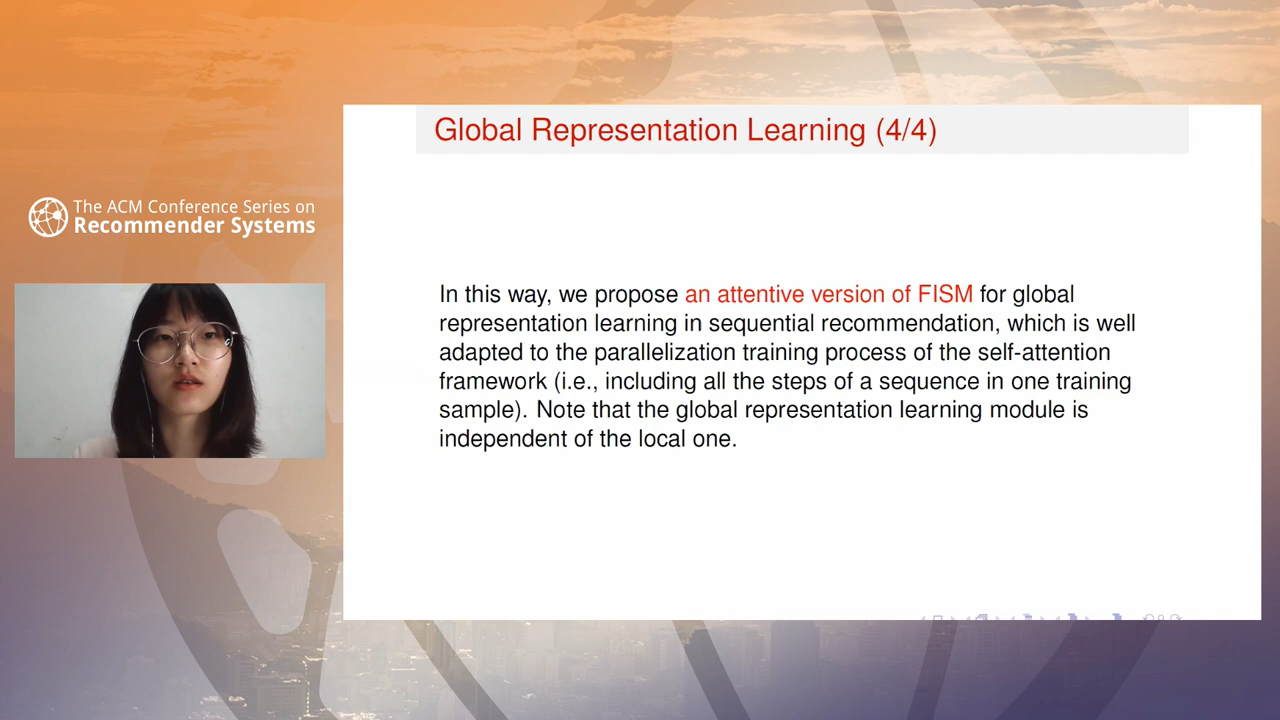 The ACM Conference Series on
Recommender Systems
Global Representation Learning (4/4)
In this way, we propose an attentive version of FISM for global
representation learning in sequential recommendation, which is well
adapted to the parallelization training process of the self-attention
framework (i.e., including all the steps of a sequence in one training
sample). Note that the global representation learning module is
independent of the local one.